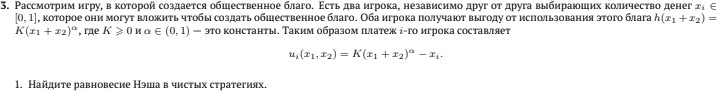 3. Рассмотрим игру, в которой создается общественное благо. Есть два игрока, независимо друг от друга выбирающих количество денег x_i ∈
[0, 1], которое они могут вложить чтобы создать общественное благо. Оба игрока получают выгоду от использования этого блага h(x_1 + x_2) =
K(x_1 + x_2)^α, где K ⩾ 0 и α ∈ (0, 1) — это константы. Таким образом платеж i-го игрока составляет
u_i(x_1, x_2) = K(x_1 + x_2)^α − x_i.
1. Найдите равновесие Нэша в чистых стратегиях.